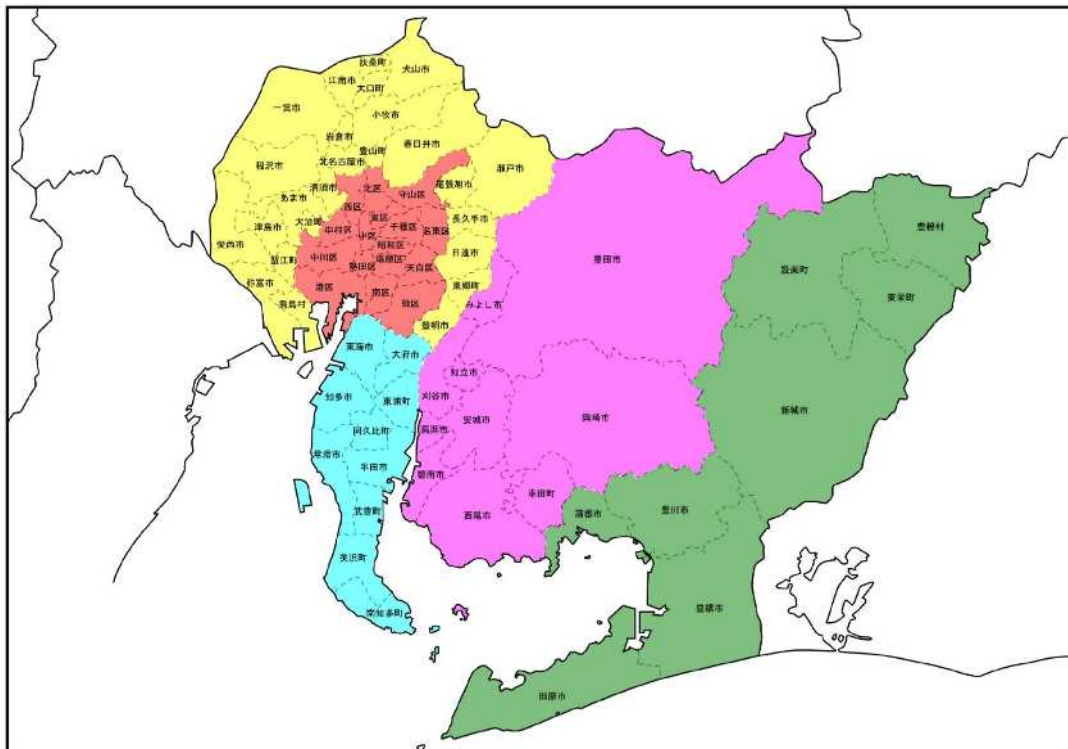 扶桑町
犬山市
江南市
大口町
一宮市
小牧市
岩倉市
豊山町
春日井市
北名古屋市
稲沢市
瀬戸市
清須市
尾張旭市
あま市
北区
守山区
西区
東区
長久手市
津島市
大治町
中村区
中区
千種区
名東区
愛西市
昭和区
日進市
蟹江町
中川区
熱田区
瑞穂区
天白区
弥富市
港区
南区
緑区
東郷町
飛島村
みよし市
豊明市
豊田市
豊根村
設楽町
東栄町
東海市
大府市
知立市
知多市
東浦町
刈谷市
安城市
岡崎市
新城市
阿久比町
高浜市
常滑市
半田市
碧南市
幸田町
西尾市
武豊町
蒲郡市
豊川市
美浜町
南知多町
豊橋市
田原市